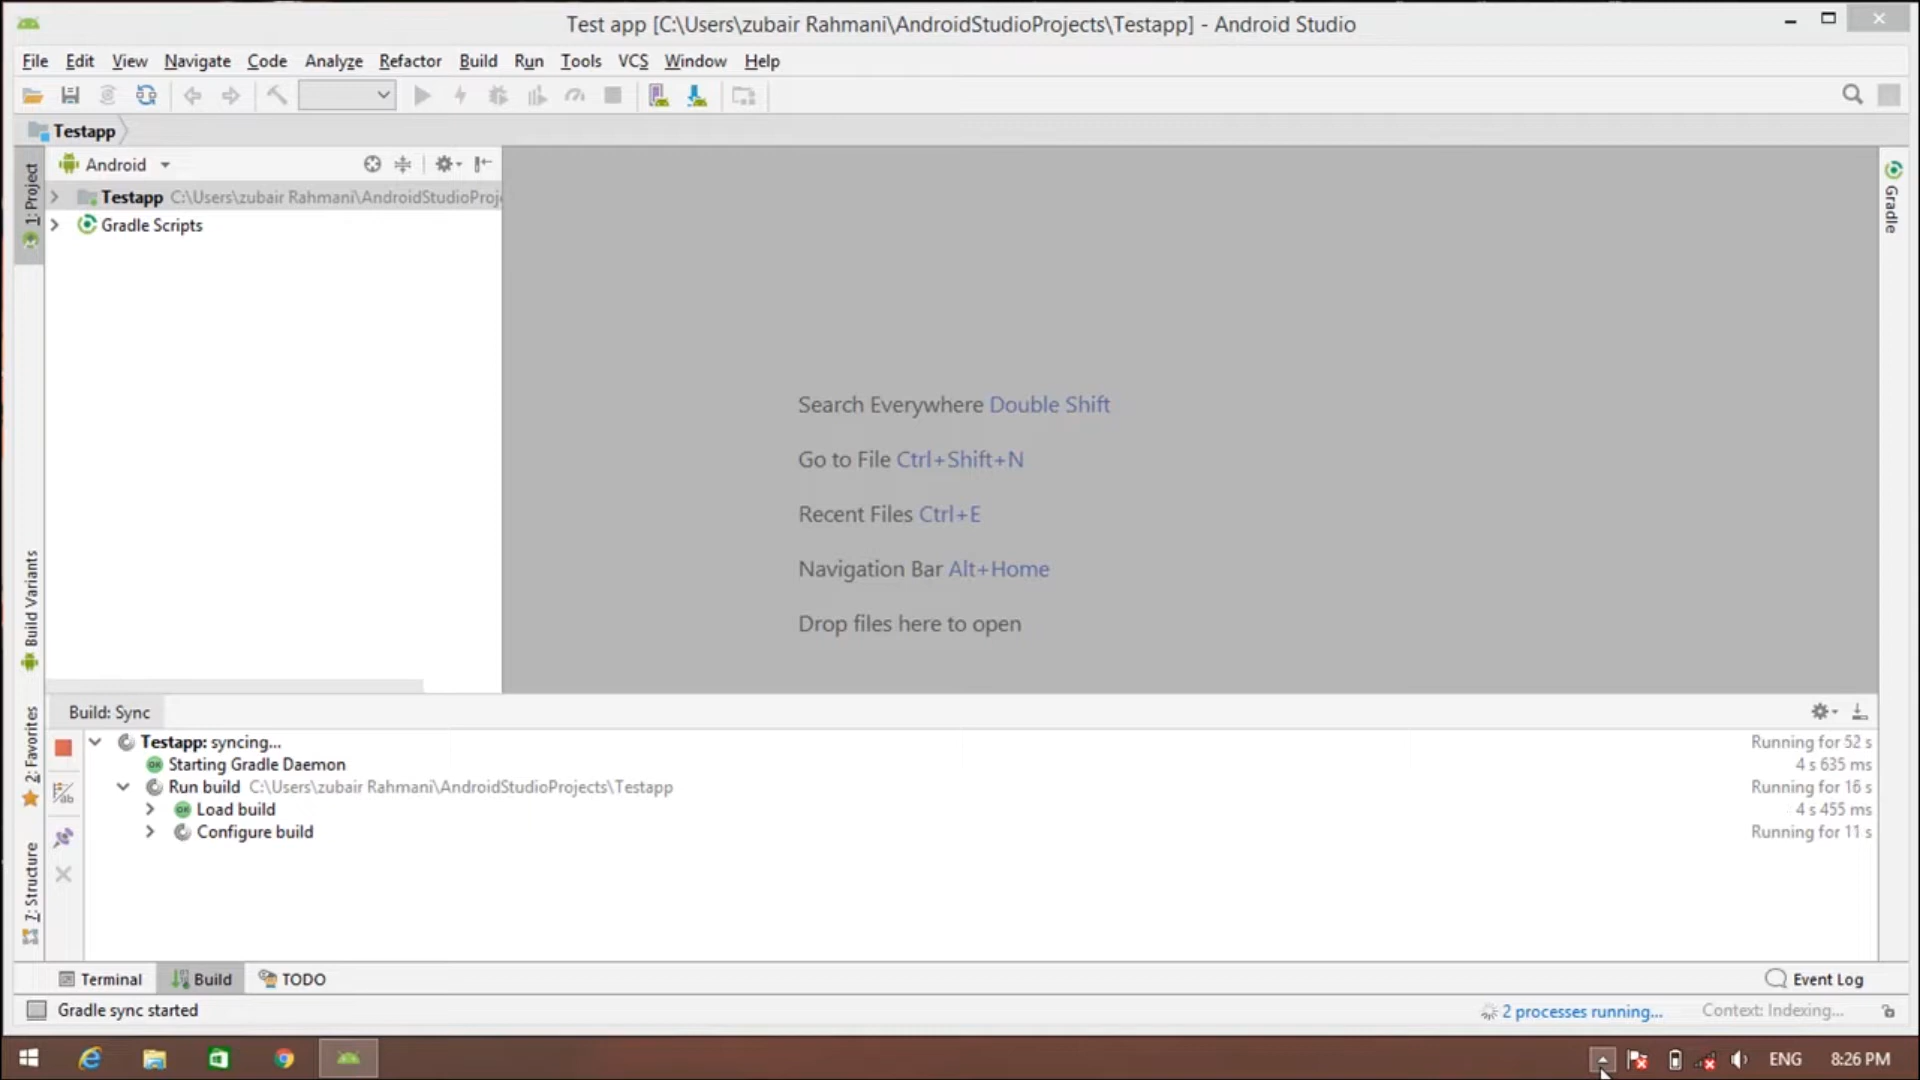 Test app [C:\Users\zubair Rahmani\AndroidStudioProjects\Testapp] - Android Studio
File Edit View Navigate Code Analyze Refactor Build Run Tools VCS Window Help
Testapp
Android
Testapp C:\Users\zubair Rahmani\AndroidStudioProj
Gradle Scripts
1: Project
Build Variants
2: Favorites
7: Structure
Gradle
Search Everywhere Double Shift
Go to File Ctrl+Shift+N
Recent Files Ctrl+E
Navigation Bar Alt+Home
Drop files here to open
Build: Sync
Testapp: syncing... Running for 52 s
Starting Gradle Daemon 4 s 635 ms
Run build C:\Users\zubair Rahmani\AndroidStudioProjects\Testapp Running for 16 s
Load build 4 s 455 ms
Configure build Running for 11 s
Terminal Build TODO Event Log
Gradle sync started 2 processes running... Context: Indexing...
ENG 8:26 PM